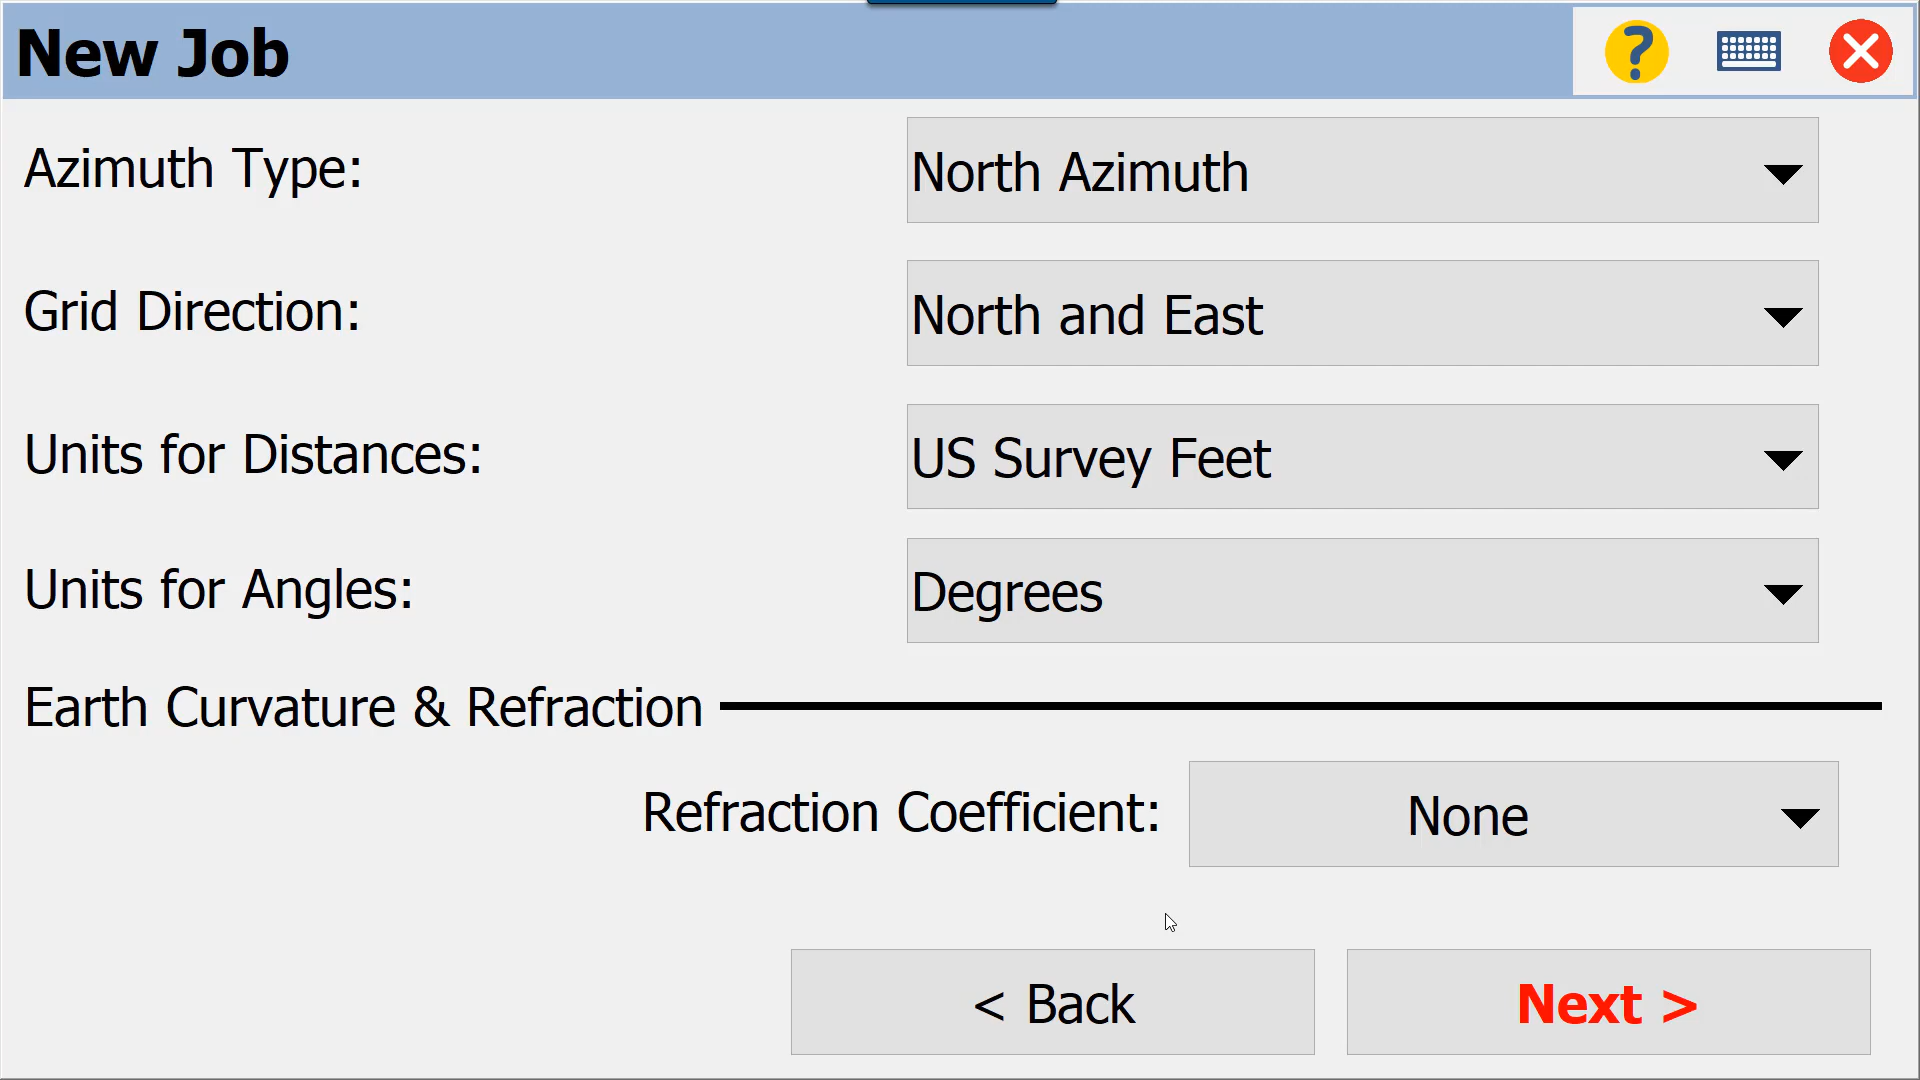 New Job
Azimuth Type:
North Azimuth
Grid Direction:
North and East
Units for Distances:
US Survey Feet
Units for Angles:
Degrees
Earth Curvature & Refraction
Refraction Coefficient:
None
< Back
Next >